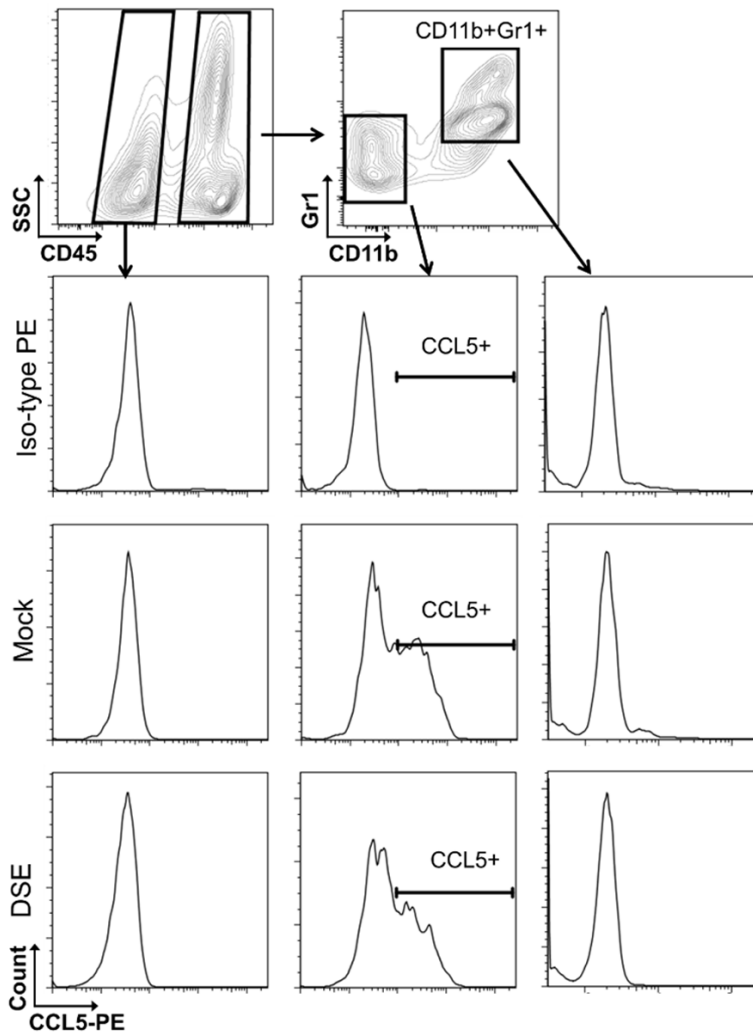 CD11b+Gr1+
SSC
CD45
Gr1
CD11b
Iso-type PE
CCL5+
Mock
CCL5+
DSE
CCL5+
Count
CCL5-PE